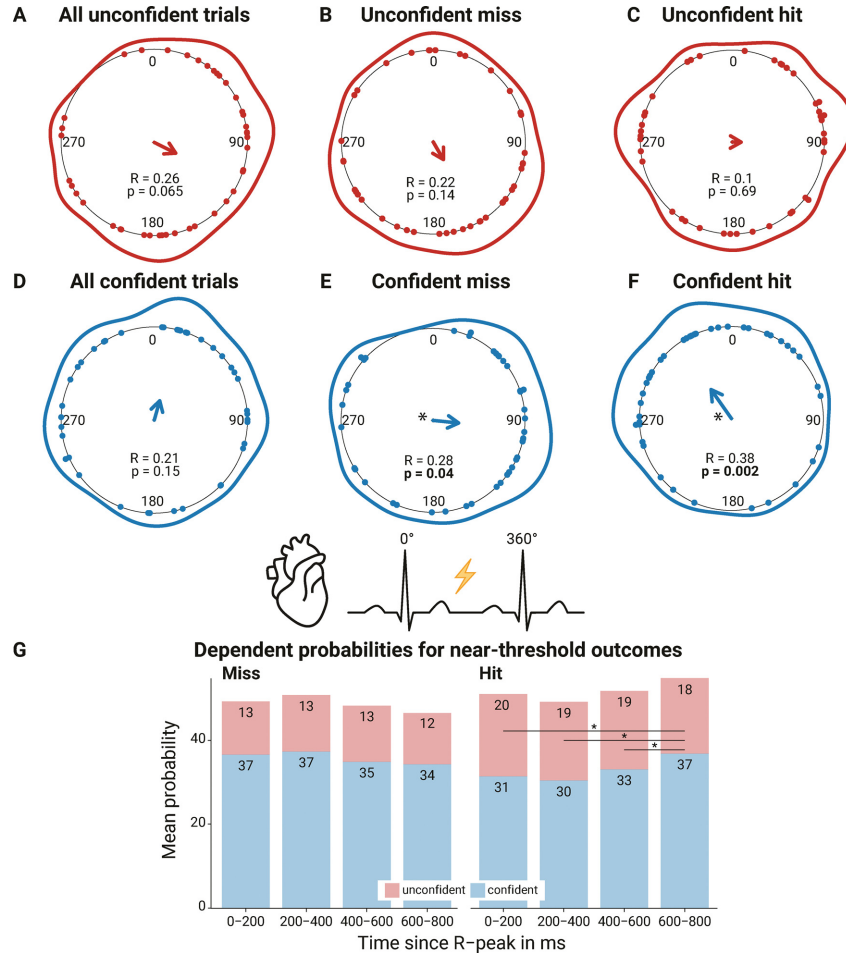 A All unconfident trials
B Unconfident miss
C Unconfident hit
0
270
90
R = 0.26
p = 0.065
180
0
270
90
R = 0.22
p = 0.14
180
0
270
90
R = 0.1
p = 0.69
180
D All confident trials
E Confident miss
F Confident hit
0
270
90
R = 0.21
p = 0.15
180
0
270
*
90
R = 0.28
p = 0.04
180
0
270
*
90
R = 0.38
p = 0.002
180
0° 360°
G Dependent probabilities for near-threshold outcomes
Miss
Hit
Mean probability
40
20
0
13 13 13 12
37 37 35 34
20 19 19 18
*
*
*
31 30 33 37
unconfident confident
0–200 200–400 400–600 600–800
0–200 200–400 400–600 600–800
Time since R–peak in ms